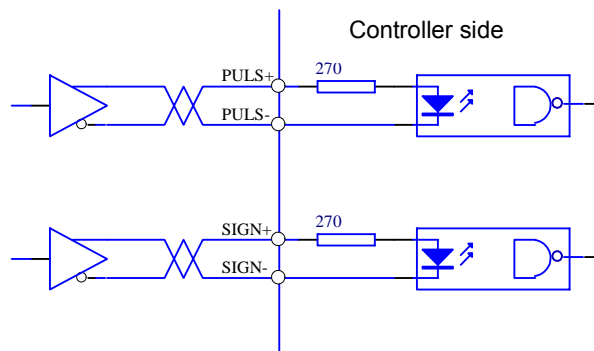 Controller side
PULS+
270
PULS-
SIGN+
270
SIGN-